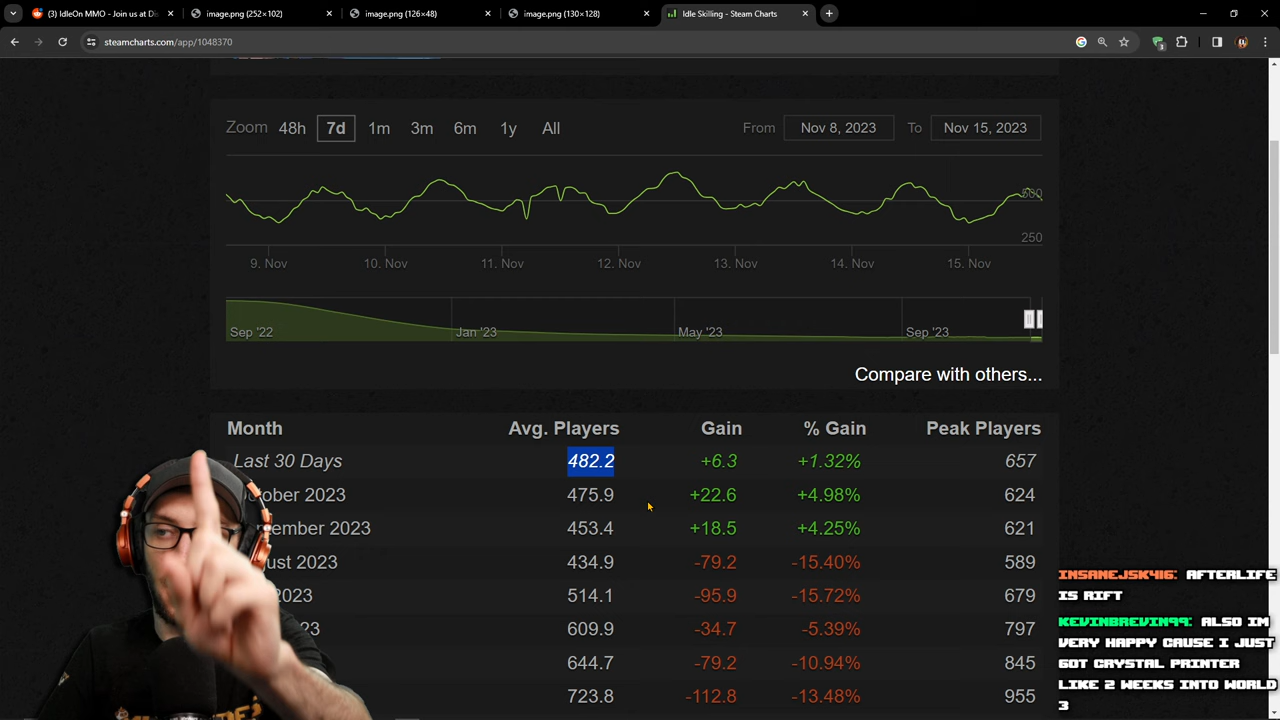 (3) IdleOn MMO - Join us at Di
image.png (252×102)
image.png (126×48)
image.png (130×128)
Idle Skilling - Steam Charts
steamcharts.com/app/1048370
Zoom 48h 7d 1m 3m 6m 1y All From Nov 8, 2023 To Nov 15, 2023
500
250
9. Nov 10. Nov 11. Nov 12. Nov 13. Nov 14. Nov 15. Nov
Sep '22 Jan '23 May '23 Sep '23
Compare with others...
Month Avg. Players Gain % Gain Peak Players
Last 30 Days 482.2 +6.3 +1.32% 657
ober 2023 475.9 +22.6 +4.98% 624
ember 2023 453.4 +18.5 +4.25% 621
ust 2023 434.9 -79.2 -15.40% 589
2023 514.1 -95.9 -15.72% 679
3 609.9 -34.7 -5.39% 797
644.7 -79.2 -10.94% 845
723.8 -112.8 -13.48% 955
INSANEJSK416: AFTERLIFE
IS RIFT
KEVINBREVIN99: ALSO IM
VERY HAPPY CAUSE I JUST
GOT CRYSTAL PRINTER
LIKE 2 WEEKS INTO WORLD
3